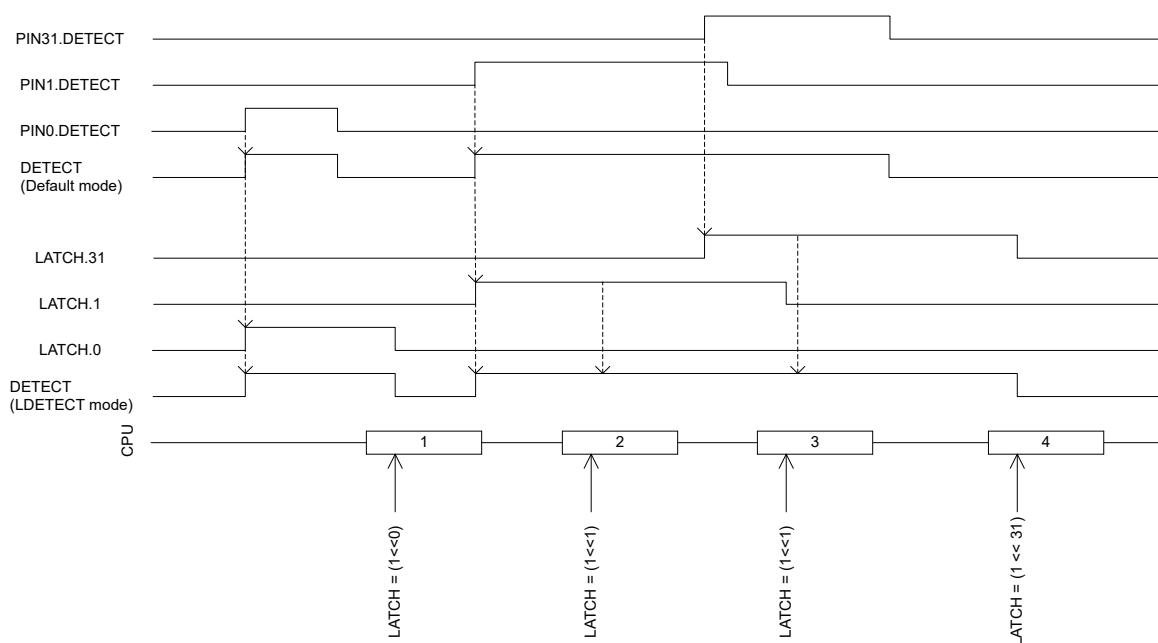 PIN31.DETECT
PIN1.DETECT
PIN0.DETECT
DETECT
(Default mode)
LATCH.31
LATCH.1
LATCH.0
DETECT
(LDETECT mode)
CPU
1
2
3
4
LATCH = (1<<0)
LATCH = (1<<1)
LATCH = (1<<1)
ATCH = (1 << 31)